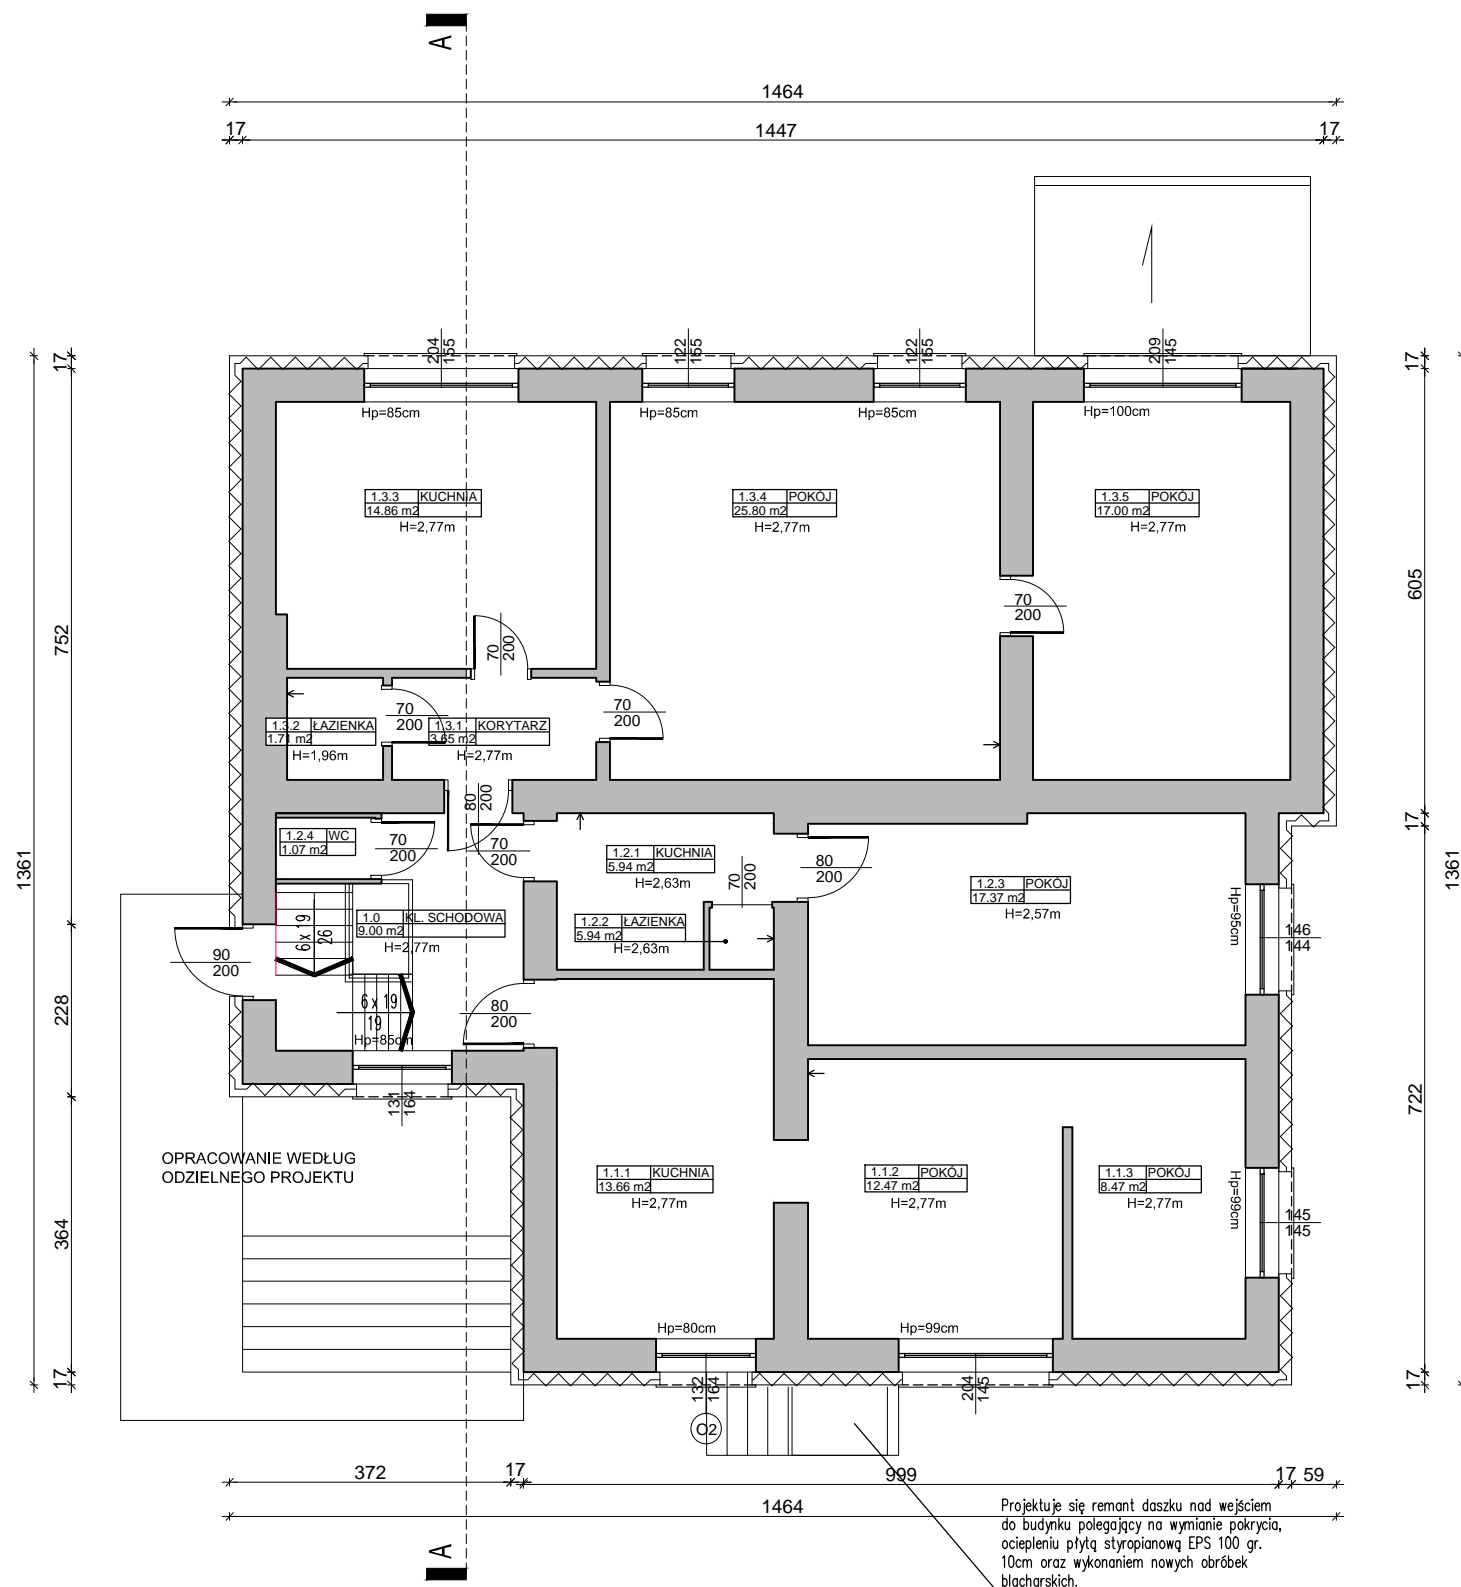 A
1464
17
1447
17
204
155
122
155
122
155
209
145
17
17
Hp=85cm
Hp=85cm
Hp=85cm
Hp=100cm
1.3.3 KUCHNIA
14.86 m2
H=2,77m
1.3.4 POKÓJ
25.80 m2
H=2,77m
1.3.5 POKÓJ
17.00 m2
H=2,77m
752
605
70
200
70
200
70
200
70
200
1.3.2 ŁAZIENKA
1.71 m2
H=1,96m
1.3.1 KORYTARZ
3.65 m2
H=2,77m
80
200
17
1.2.4 WC
1.07 m2
70
200
70
200
1.2.1 KUCHNIA
5.94 m2
H=2,63m
70
200
80
200
1361
1361
1.2.3 POKÓJ
17.37 m2
H=2,57m
Hp=95cm
146
144
1.2.2 ŁAZIENKA
5.94 m2
H=2,63m
1.0 KL. SCHODOWA
9.00 m2
H=2,77m
6 x 19
26
90
200
228
6 x 19
19
Hp=85cm
80
200
131
164
722
OPRACOWANIE WEDŁUG
ODZIELNEGO PROJEKTU
1.1.1 KUCHNIA
13.66 m2
H=2,77m
1.1.2 POKÓJ
12.47 m2
H=2,77m
1.1.3 POKÓJ
8.47 m2
H=2,77m
Hp=99cm
145
145
364
Hp=80cm
Hp=99cm
17
17
132
164
204
145
O2
372
17
999
17
59
1464
A
Projektuje się remant daszku nad wejściem
do budynku polegający na wymianie pokrycia,
ociepleniu płytą styropianową EPS 100 gr.
10cm oraz wykonaniem nowych obróbek
blacharskich.